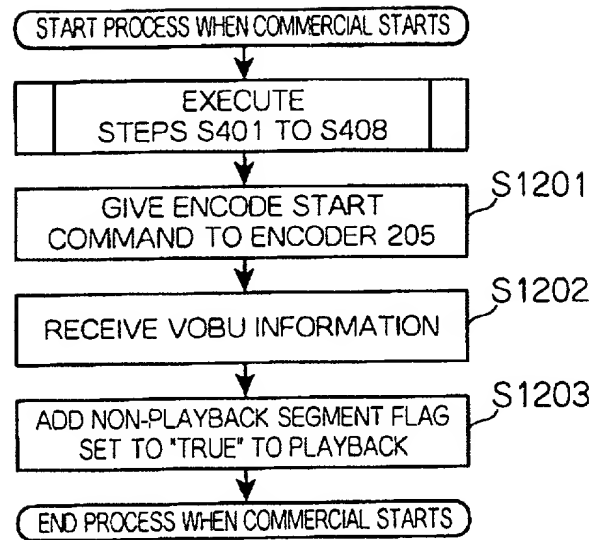 START PROCESS WHEN COMMERCIAL STARTS
EXECUTE
STEPS S401 TO S408
S1201
GIVE ENCODE START
COMMAND TO ENCODER 205
S1202
RECEIVE VOBU INFORMATION
S1203
ADD NON-PLAYBACK SEGMENT FLAG
SET TO "TRUE" TO PLAYBACK
END PROCESS WHEN COMMERCIAL STARTS